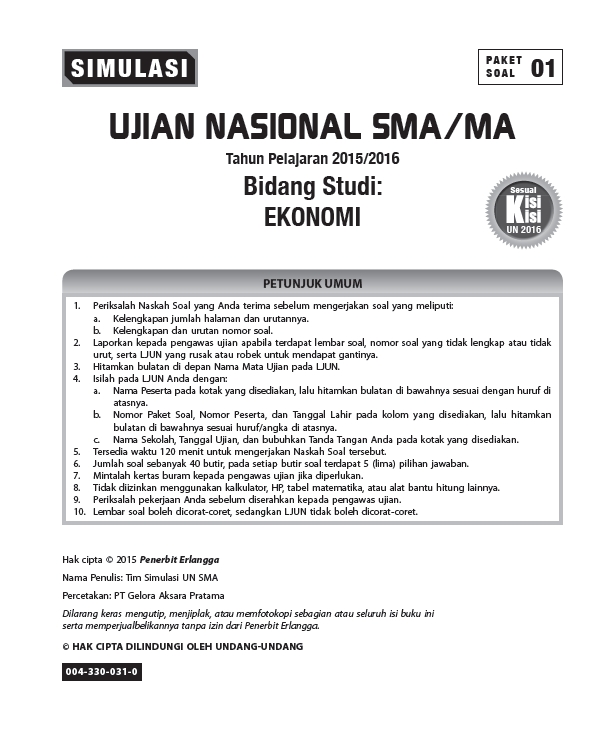 SIMULASI
PAKET
SOAL 01
UJIAN NASIONAL SMA/MA
Tahun Pelajaran 2015/2016
Bidang Studi:
EKONOMI
Sesuai
Kisi
Kisi
UN 2016
PETUNJUK UMUM
1. Periksalah Naskah Soal yang Anda terima sebelum mengerjakan soal yang meliputi:
a. Kelengkapan jumlah halaman dan urutannya.
b. Kelengkapan dan urutan nomor soal.
2. Laporkan kepada pengawas ujian apabila terdapat lembar soal, nomor soal yang tidak lengkap atau tidak
urut, serta LJUN yang rusak atau robek untuk mendapat gantinya.
3. Hitamkan bulatan di depan Nama Mata Ujian pada LJUN.
4. Isilah pada LJUN Anda dengan:
a. Nama Peserta pada kotak yang disediakan, lalu hitamkan bulatan di bawahnya sesuai dengan huruf di
atasnya.
b. Nomor Paket Soal, Nomor Peserta, dan Tanggal Lahir pada kolom yang disediakan, lalu hitamkan
bulatan di bawahnya sesuai huruf/angka di atasnya.
c. Nama Sekolah, Tanggal Ujian, dan bubuhkan Tanda Tangan Anda pada kotak yang disediakan.
5. Tersedia waktu 120 menit untuk mengerjakan Naskah Soal tersebut.
6. Jumlah soal sebanyak 40 butir, pada setiap butir soal terdapat 5 (lima) pilihan jawaban.
7. Mintalah kertas buram kepada pengawas ujian jika diperlukan.
8. Tidak diizinkan menggunakan kalkulator, HP, tabel matematika, atau alat bantu hitung lainnya.
9. Periksalah pekerjaan Anda sebelum diserahkan kepada pengawas ujian.
10. Lembar soal boleh dicorat-coret, sedangkan LJUN tidak boleh dicorat-coret.
Hak cipta © 2015 Penerbit Erlangga
Nama Penulis: Tim Simulasi UN SMA
Percetakan: PT Gelora Aksara Pratama
Dilarang keras mengutip, menjiplak, atau memfotokopi sebagian atau seluruh isi buku ini
serta memperjualbelikannya tanpa izin dari Penerbit Erlangga.
© HAK CIPTA DILINDUNGI OLEH UNDANG-UNDANG
004-330-031-0